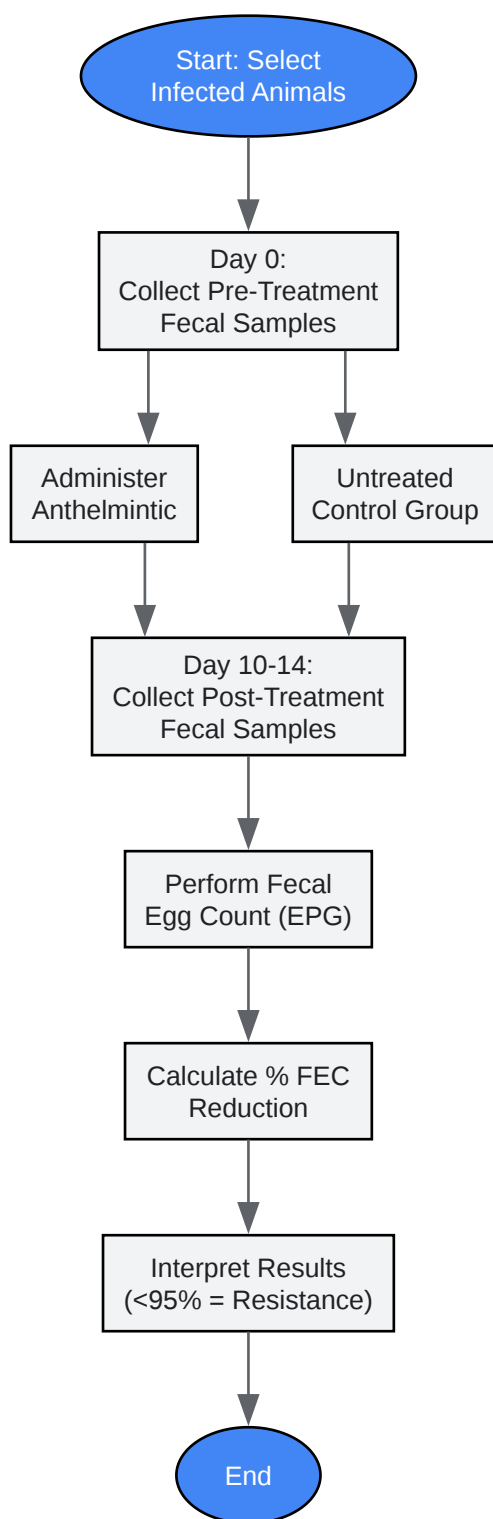 Start: Select
Infected Animals
Day 0:
Collect Pre-Treatment
Fecal Samples
Administer
Anthelmintic
Untreated
Control Group
Day 10-14:
Collect Post-Treatment
Fecal Samples
Perform Fecal
Egg Count (EPG)
Calculate % FEC
Reduction
Interpret Results
(<95% = Resistance)
End